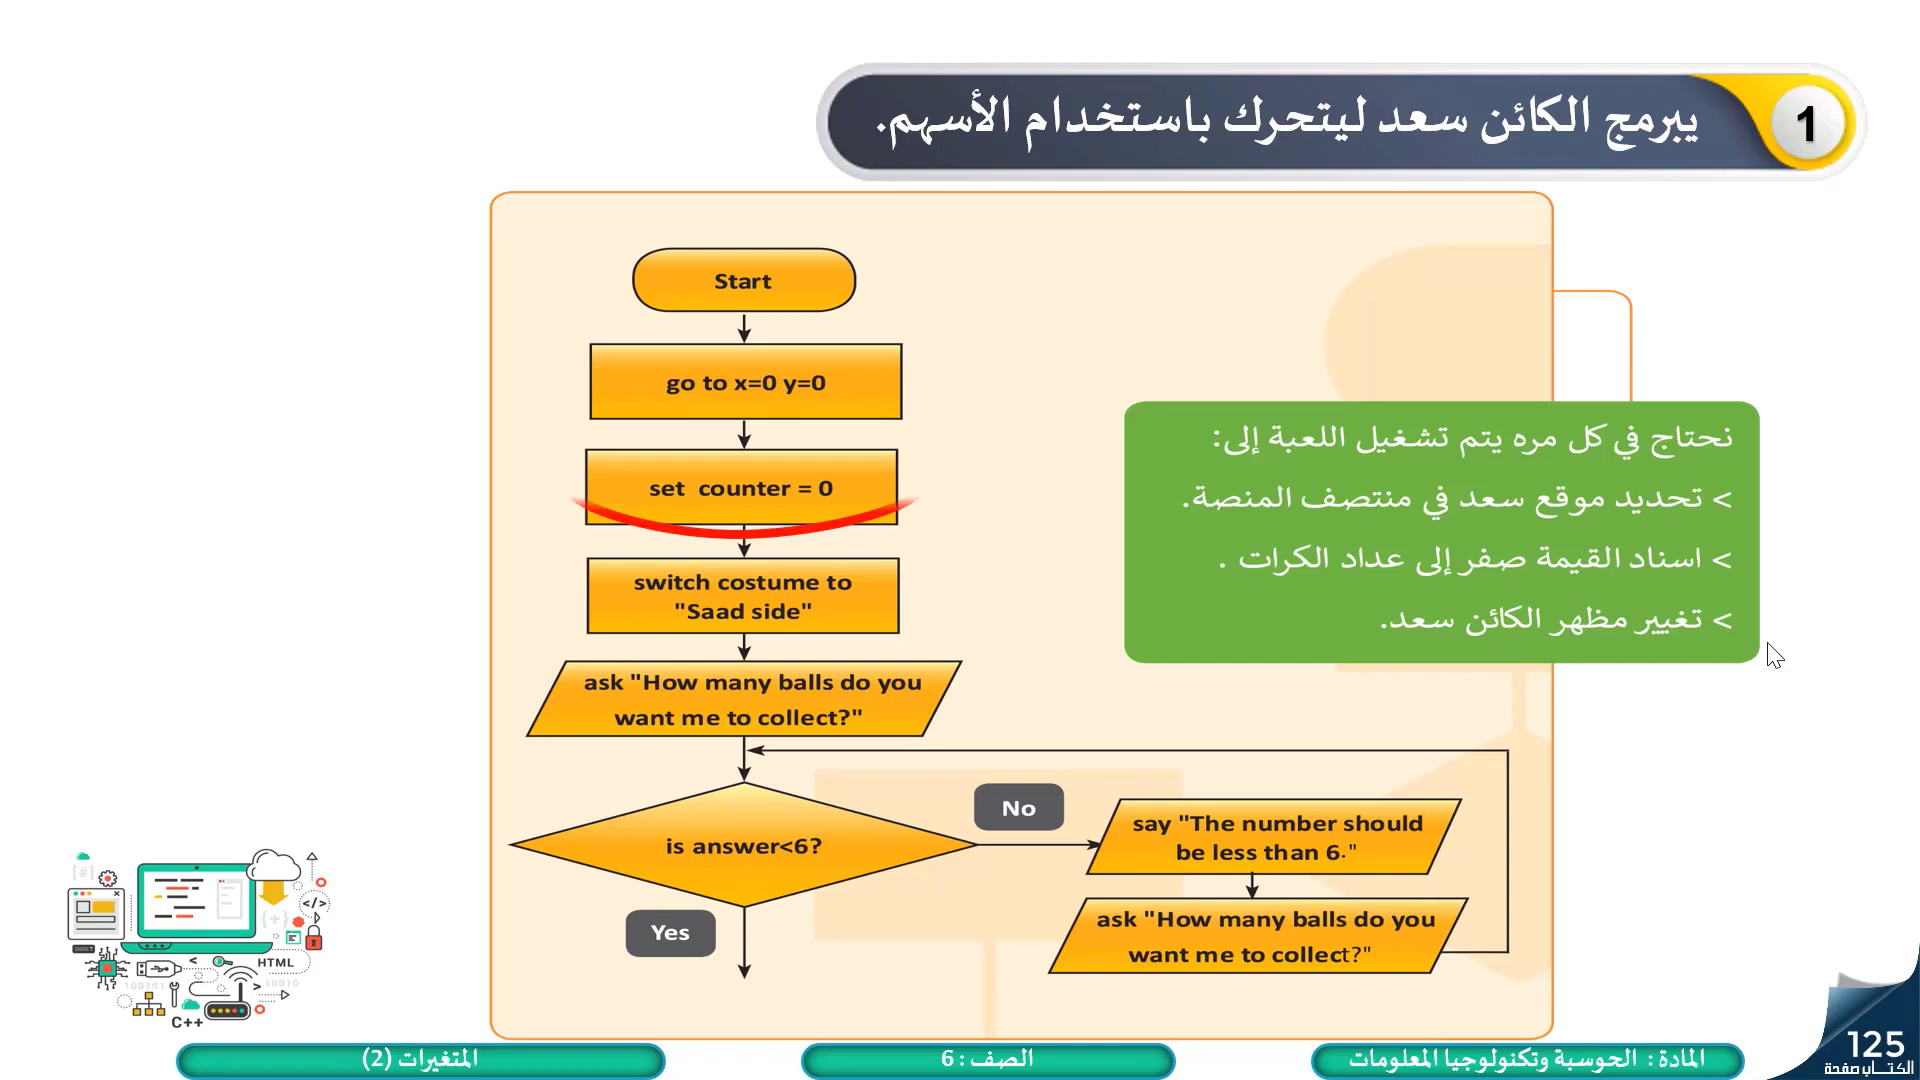 1
يبرمج الكائن سعد ليتحرك باستخدام الأسهم.
Start
go to x=0 y=0
set counter = 0
switch costume to
"Saad side"
ask "How many balls do you
want me to collect?"
is answer<6?
No
Yes
say "The number should
be less than 6."
ask "How many balls do you
want me to collect?"
نحتاج في كل مره يتم تشغيل اللعبة إلى:
> تحديد موقع سعد في منتصف المنصة.
> اسناد القيمة صفر إلى عداد الكرات .
> تغيير مظهر الكائن سعد.
{#}
</>
{+}
<
HTML
>
100101
10010
C++
المادة : الحوسبة وتكنولوجيا المعلومات
الصف : 6
المتغيرات (2)
125
الكتاب صفحة